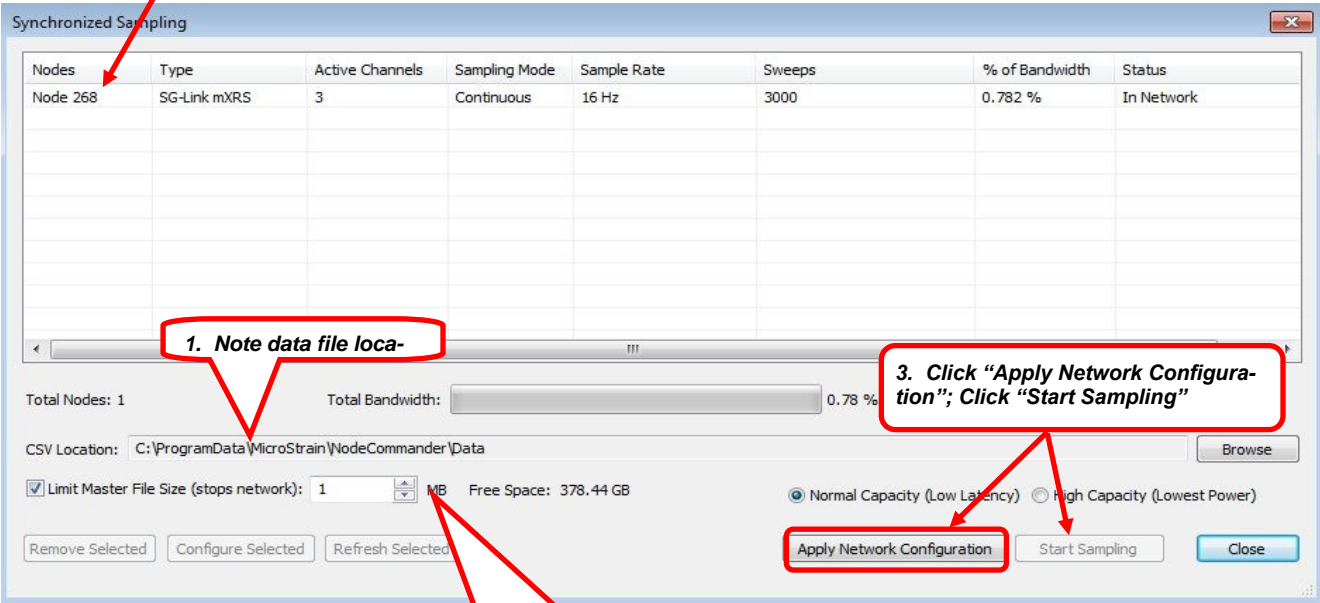 Synchronized Sampling
Nodes Type Active Channels Sampling Mode Sample Rate Sweeps % of Bandwidth Status
Node 268 SG-Link mXRS 3 Continuous 16 Hz 3000 0.782 % In Network
1. Note data file loca-
3. Click “Apply Network Configura-
tion”; Click “Start Sampling”
Total Nodes: 1 Total Bandwidth: 0.78 %
CSV Location: C:\ProgramData\MicroStrain\NodeCommander\Data Browse
Limit Master File Size (stops network): 1 MB Free Space: 378.44 GB
Normal Capacity (Low Latency) High Capacity (Lowest Power)
Remove Selected Configure Selected Refresh Selected Apply Network Configuration Start Sampling Close